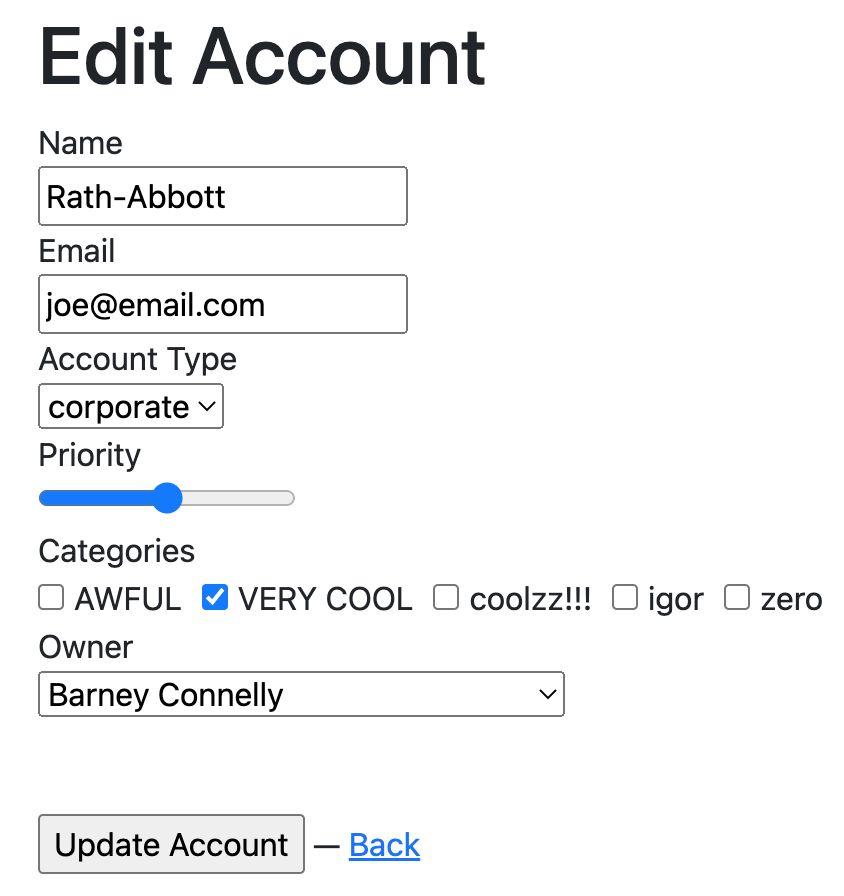 Edit Account
Name
Rath-Abbott
Email
joe@email.com
Account Type
corporate
Priority
Categories
AWFUL VERY COOL coolzz!!! igor zero
Owner
Barney Connelly
Update Account — Back